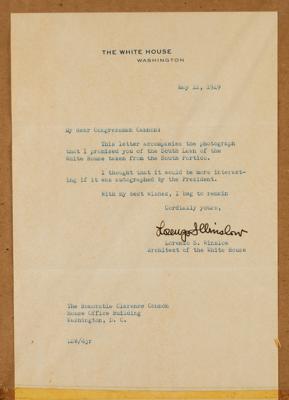 THE WHITE HOUSE
WASHINGTON
May 12, 1949
My dear Congressman Cannon:
This letter accompanies the photograph
that I promised you of the South Lawn of the
White House taken from the South Portico.
I thought that it would be more interest-
ing if it was autographed by the President.
With my best wishes, I beg to remain
Cordially yours,
Lorenzo S Winslow
Lorenzo S. Winslow
Architect of the White House
The Honorable Clarence Cannon
House Office Building
Washington, D. C.